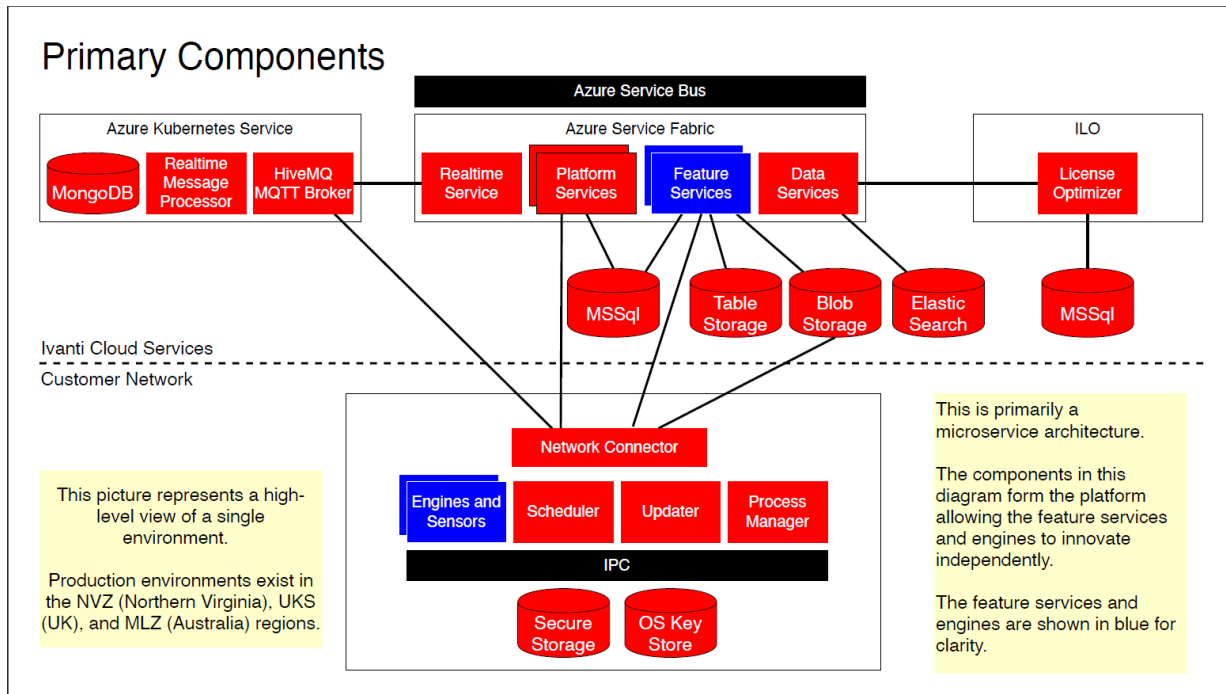 Primary Components
Azure Service Bus
Azure Kubernetes Service
Azure Service Fabric
ILO
MongoDB
Realtime
Message
Processor
HiveMQ
MQTT Broker
Realtime
Service
Platform
Services
Feature
Services
Data
Services
License
Optimizer
MSSql
Table
Storage
Blob
Storage
Elastic
Search
MSSql
Ivanti Cloud Services
Customer Network
Network Connector
Engines and
Sensors
Scheduler
Updater
Process
Manager
IPC
Secure
Storage
OS Key
Store
This picture represents a high-
level view of a single
environment.
Production environments exist in
the NVZ (Northern Virginia), UKS
(UK), and MLZ (Australia) regions.
This is primarily a
microservice architecture.
The components in this
diagram form the platform
allowing the feature services
and engines to innovate
independently.
The feature services and
engines are shown in blue for
clarity.